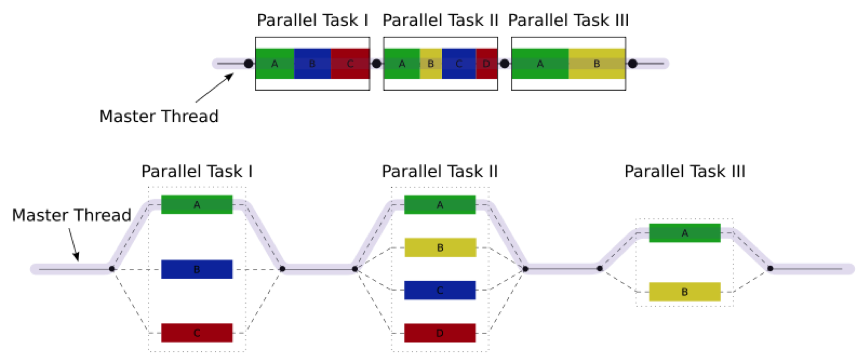 Parallel Task I
Parallel Task II
Parallel Task III
A B C
A B C D
A B
Master Thread
Parallel Task I
Parallel Task II
Parallel Task III
Master Thread
A
B
C
A
B
C
D
A
B